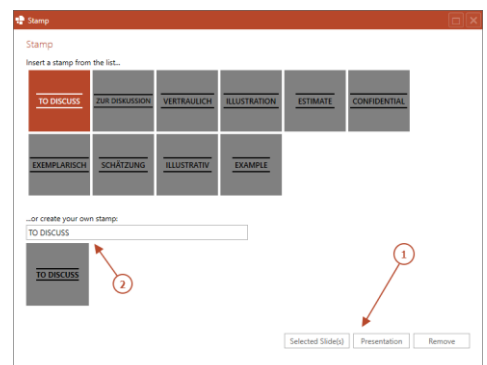 Stamp
Stamp
Insert a stamp from the list...
TO DISCUSS ZUR DISKUSSION VERTRAULICH ILLUSTRATION ESTIMATE CONFIDENTIAL
EXEMPLARISCH SCHÄTZUNG ILLUSTRATIV EXAMPLE
...or create your own stamp:
TO DISCUSS
1
TO DISCUSS
2
Selected Slide(s) Presentation Remove